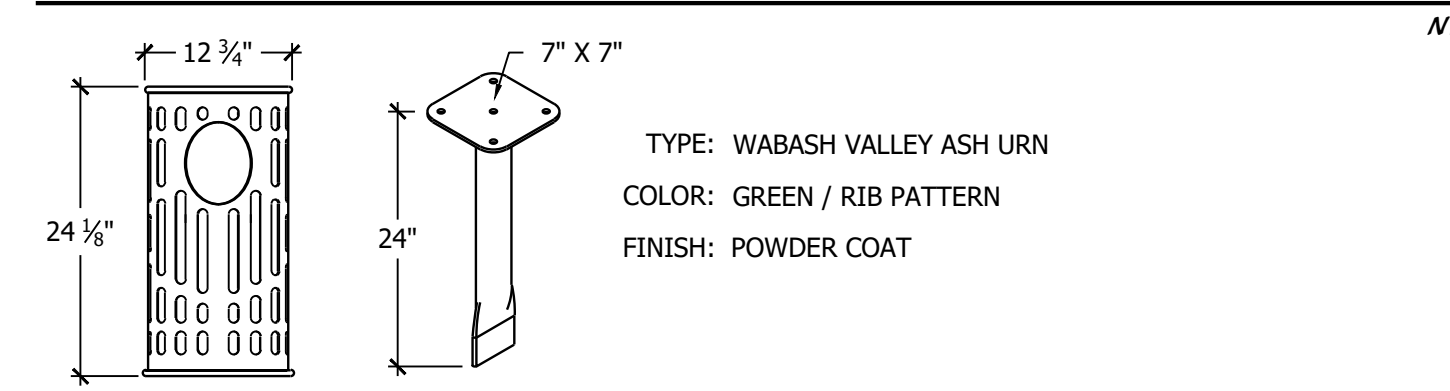 N
12 ¾"
7" X 7"
24 ⅛"
24"
TYPE: WABASH VALLEY ASH URN
COLOR: GREEN / RIB PATTERN
FINISH: POWDER COAT